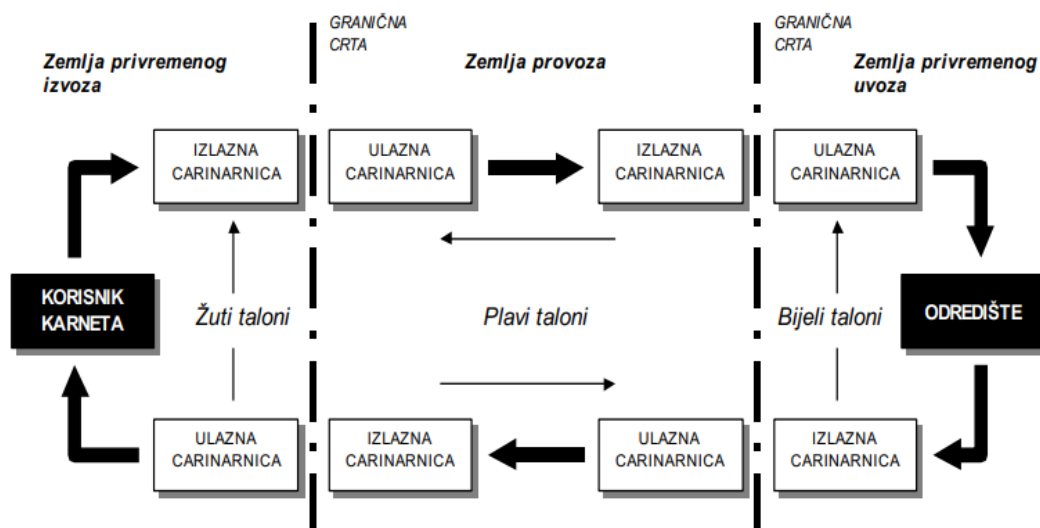 GRANIČNA
CRTA
GRANIČNA
CRTA
Zemlja privremenog
izvoza
Zemlja provoza
Zemlja privremenog
uvoza
IZLAZNA
CARINARNICA
ULAZNA
CARINARNICA
IZLAZNA
CARINARNICA
ULAZNA
CARINARNICA
KORISNIK
KARNETA
Žuti taloni
Plavi taloni
Bijeli taloni
ODREDIŠTE
ULAZNA
CARINARNICA
IZLAZNA
CARINARNICA
ULAZNA
CARINARNICA
IZLAZNA
CARINARNICA